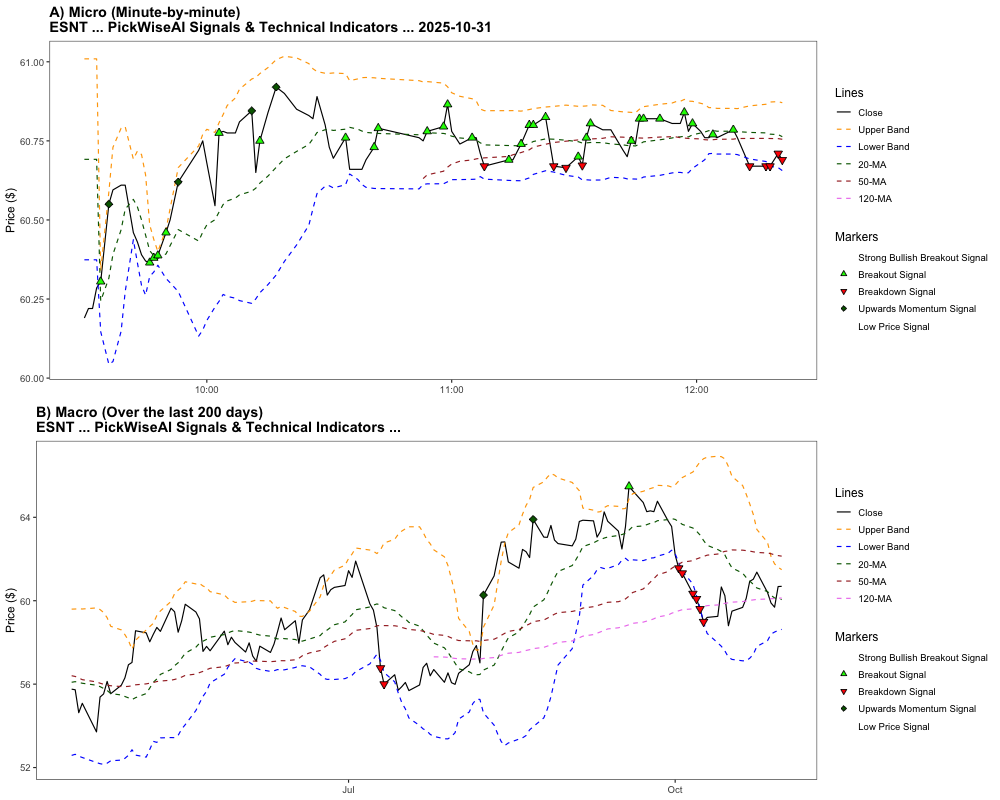 A) Micro (Minute-by-minute)
ESNT ... PickWiseAI Signals & Technical Indicators ... 2025-10-31
61.00
60.75
60.50
60.25
60.00
Price ($)
10:00
11:00
12:00
Lines
Close
Upper Band
Lower Band
20-MA
50-MA
120-MA
Markers
Strong Bullish Breakout Signal
Breakout Signal
Breakdown Signal
Upwards Momentum Signal
Low Price Signal
B) Macro (Over the last 200 days)
ESNT ... PickWiseAI Signals & Technical Indicators ...
64
60
56
52
Price ($)
Jul
Oct
Lines
Close
Upper Band
Lower Band
20-MA
50-MA
120-MA
Markers
Strong Bullish Breakout Signal
Breakout Signal
Breakdown Signal
Upwards Momentum Signal
Low Price Signal